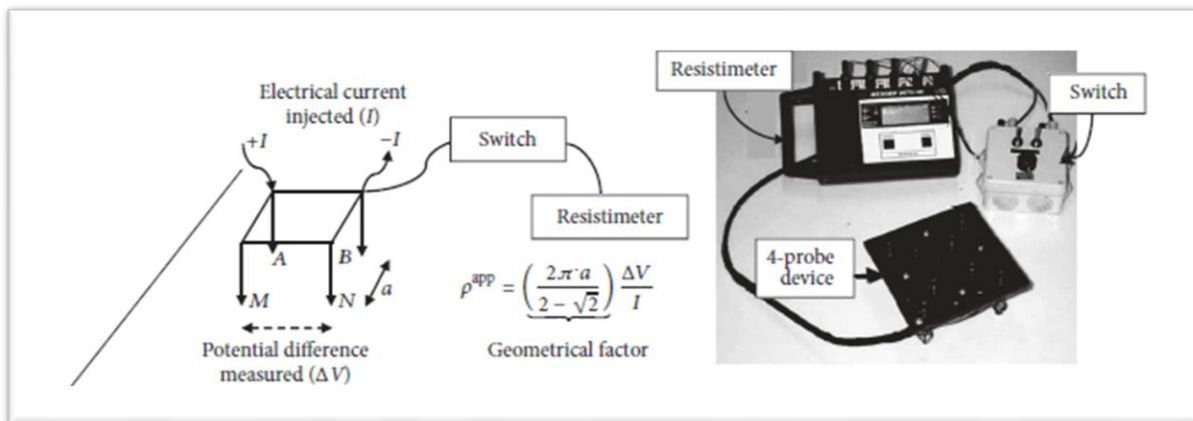 Electrical current
injected (I)
+I
−I
Switch
Resistimeter
A
B
M
N
a
ρ^app = (2π·a / 2 − √2) ΔV / I
Geometrical factor
Potential difference
measured (ΔV)
Resistimeter
Switch
4-probe
device